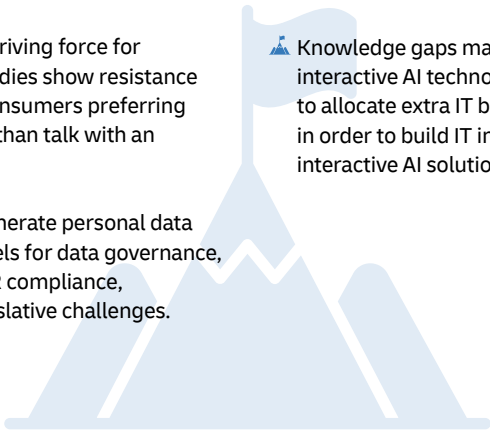 riving force for
dies show resistance
onsumers preferring
than talk with an
nerate personal data
els for data governance,
compliance,
slative challenges.
Knowledge gaps ma
interactive AI techno
to allocate extra IT b
in order to build IT in
interactive AI solutio